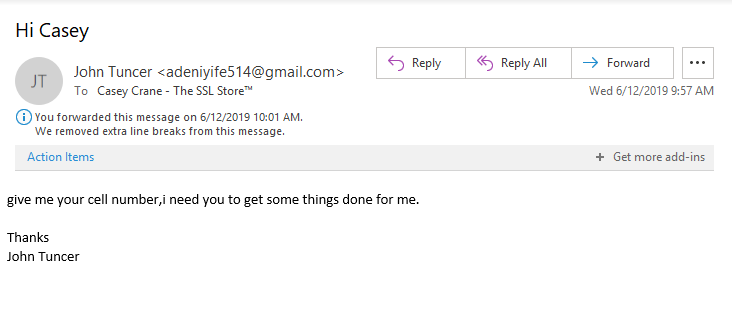 Hi Casey
JT
John Tuncer <adeniyife514@gmail.com>
Reply
Reply All
Forward
...
To Casey Crane - The SSL Store™
Wed 6/12/2019 9:57 AM
You forwarded this message on 6/12/2019 10:01 AM.
We removed extra line breaks from this message.
Action Items
+ Get more add-ins
give me your cell number,i need you to get some things done for me.
Thanks
John Tuncer